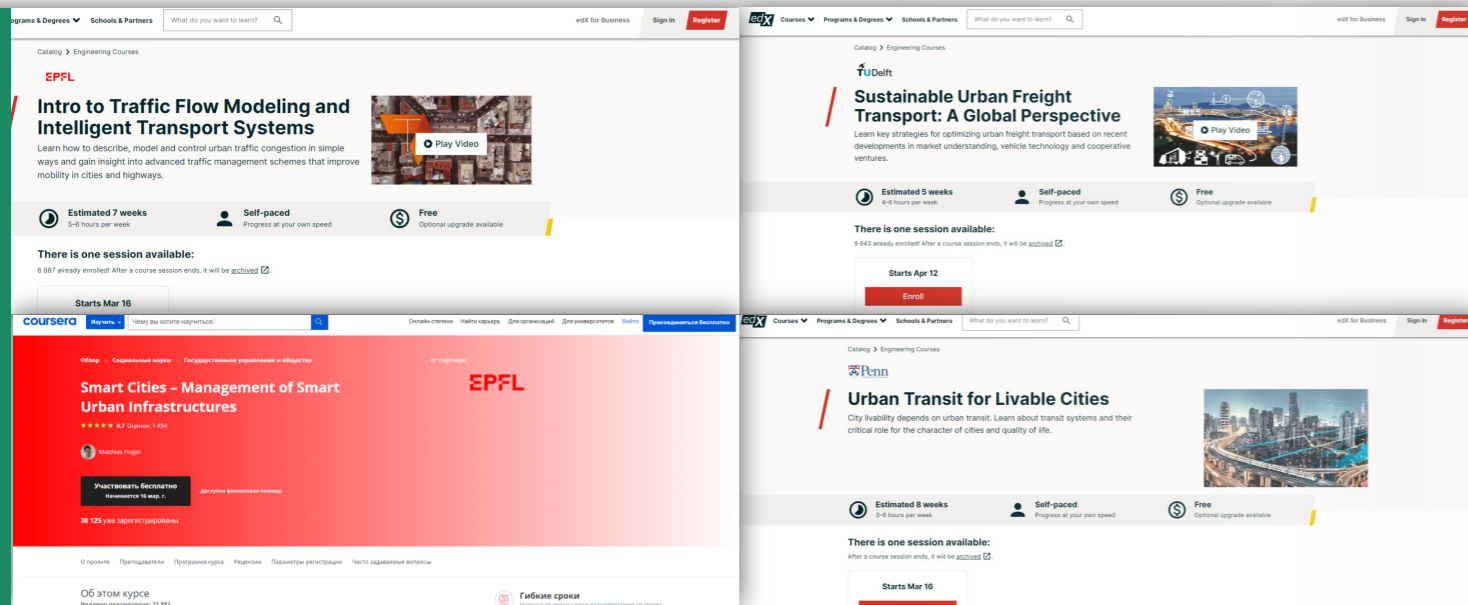 ograms & Degrees
Schools & Partners
What do you want to learn?
edX for Business
Sign In
Register
Catalog > Engineering Courses
EPFL
Intro to Traffic Flow Modeling and
Intelligent Transport Systems
Learn how to describe, model and control urban traffic congestion in simple
ways and gain insight into advanced traffic management schemes that improve
mobility in cities and highways.
Play Video
Estimated 7 weeks
5–6 hours per week
Self-paced
Progress at your own speed
Free
Optional upgrade available
There is one session available:
6 887 already enrolled! After a course session ends, it will be archived.
Starts Mar 16
edX
Courses
Programs & Degrees
Schools & Partners
What do you want to learn?
edX for Business
Sign In
Register
Catalog > Engineering Courses
TUDelft
Sustainable Urban Freight
Transport: A Global Perspective
Learn key strategies for optimizing urban freight transport based on recent
developments in market understanding, vehicle technology and cooperative
ventures.
Play Video
Estimated 5 weeks
4–6 hours per week
Self-paced
Progress at your own speed
Free
Optional upgrade available
There is one session available:
9 643 already enrolled! After a course session ends, it will be archived.
Starts Apr 12
Enroll
coursera
Изучить
Чему вы хотите научиться?
Онлайн-степени
Найти карьеру
Для организаций
Для университетов
Войти
Присоединиться бесплатно
Обзор > Социальные науки > Государственное управление и общество
от партнера
EPFL
Smart Cities – Management of Smart
Urban Infrastructures
4.7 Оценки: 1 454
Matthias Finger
Участвовать бесплатно
Начинается 16 мар. г.
Доступна финансовая помощь
38 125 уже зарегистрированы
О проекте
Преподаватели
Программа курса
Рецензии
Параметры регистрации
Часто задаваемые вопросы
Об этом курсе
Недавно просмотрено: 21 581
Гибкие сроки
edX
Courses
Programs & Degrees
Schools & Partners
What do you want to learn?
edX for Business
Sign In
Register
Catalog > Engineering Courses
Penn
Urban Transit for Livable Cities
City livability depends on urban transit. Learn about transit systems and their
critical role for the character of cities and quality of life.
Estimated 8 weeks
3–6 hours per week
Self-paced
Progress at your own speed
Free
Optional upgrade available
There is one session available:
After a course session ends, it will be archived.
Starts Mar 16